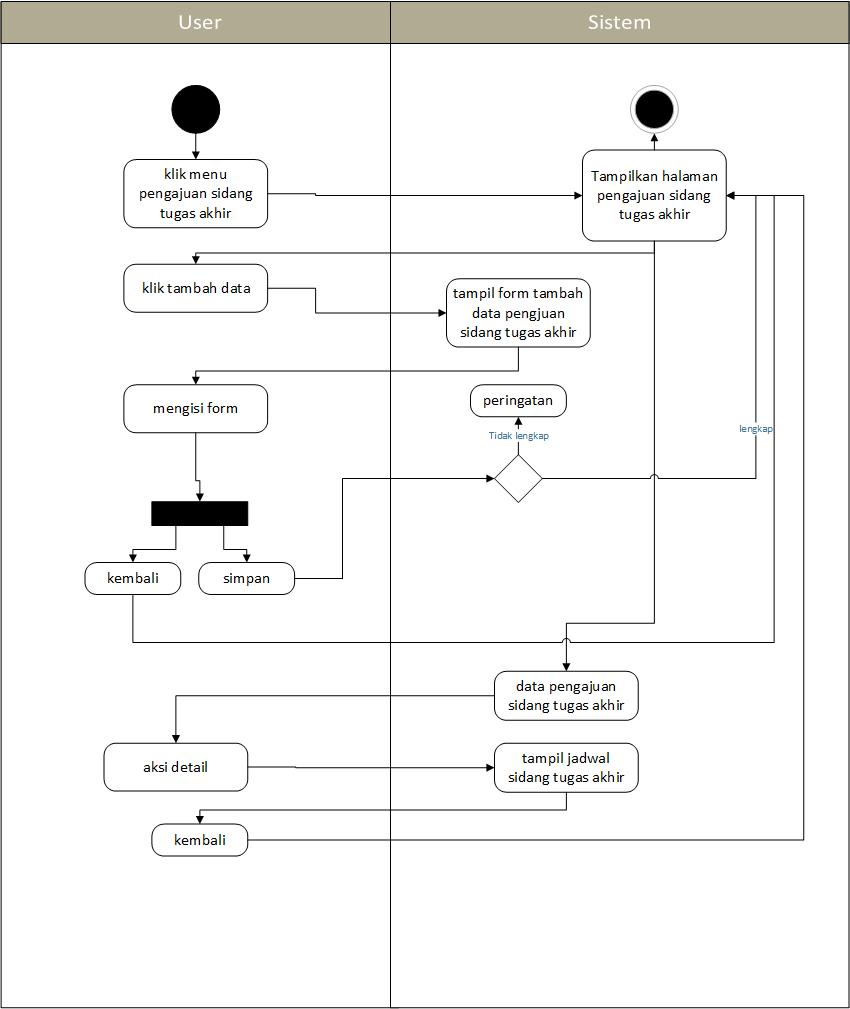 User
Sistem
klik menu
pengajuan sidang
tugas akhir
Tampilkan halaman
pengajuan sidang
tugas akhir
klik tambah data
tampil form tambah
data pengjuan
sidang tugas akhir
mengisi form
peringatan
Tidak lengkap
lengkap
kembali
simpan
data pengajuan
sidang tugas akhir
aksi detail
tampil jadwal
sidang tugas akhir
kembali